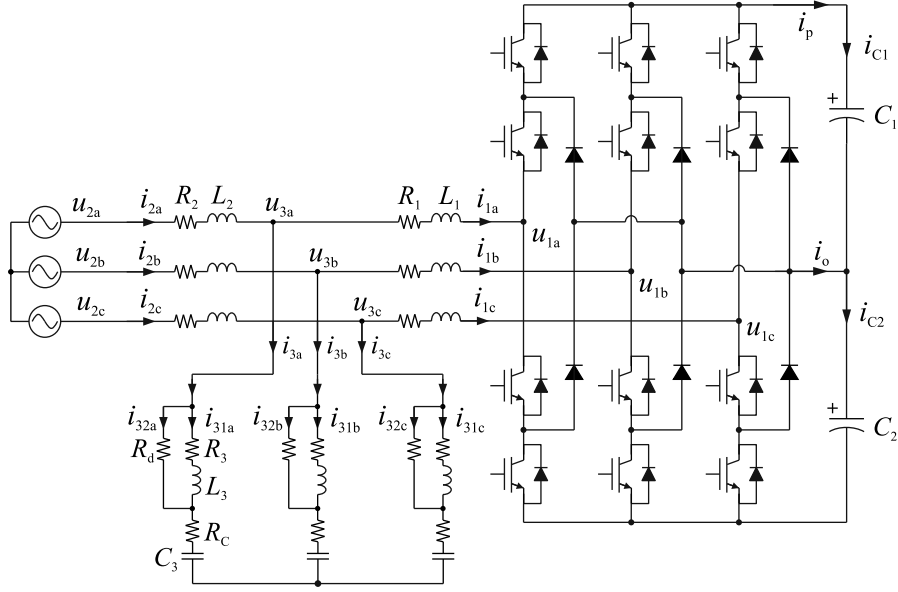 i_p
i_C1
+
C_1
R_2 L_2
R_1 L_1
u_2a i_2a u_3a i_1a
u_1a
u_2b i_2b u_3b i_1b
i_o
u_1b
u_2c i_2c u_3c i_1c
i_C2
u_1c
i_3a i_3b i_3c
+
i_32a i_31a i_32b i_31b i_32c i_31c
C_2
R_d R_3
L_3
R_C
C_3